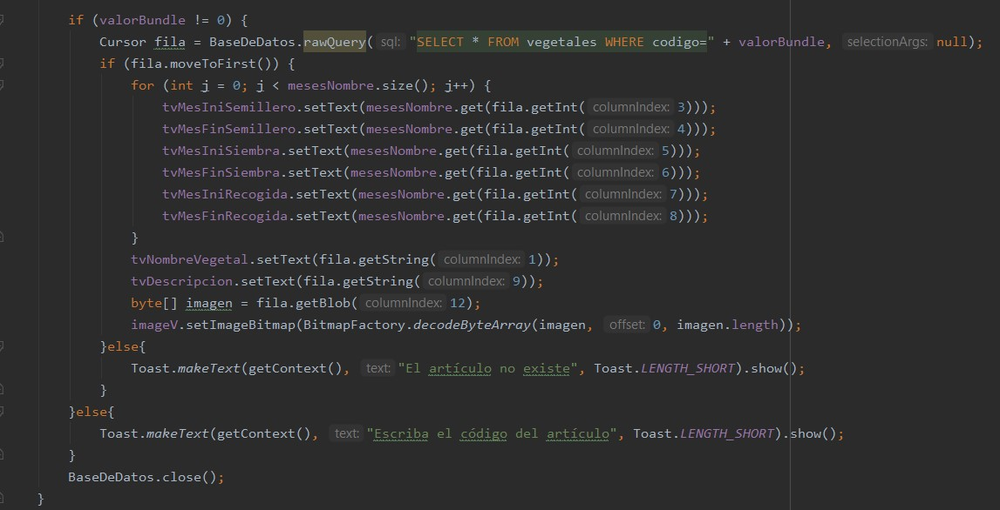 if (valorBundle != 0) {
Cursor fila = BaseDeDatos.rawQuery( sql: "SELECT * FROM vegetales WHERE codigo=" + valorBundle, selectionArgs: null);
if (fila.moveToFirst()) {
for (int j = 0; j < mesesNombre.size(); j++) {
tvMesIniSemillero.setText(mesesNombre.get(fila.getInt( columnIndex: 3)));
tvMesFinSemillero.setText(mesesNombre.get(fila.getInt( columnIndex: 4)));
tvMesIniSiembra.setText(mesesNombre.get(fila.getInt( columnIndex: 5)));
tvMesFinSiembra.setText(mesesNombre.get(fila.getInt( columnIndex: 6)));
tvMesIniRecogida.setText(mesesNombre.get(fila.getInt( columnIndex: 7)));
tvMesFinRecogida.setText(mesesNombre.get(fila.getInt( columnIndex: 8)));
}
tvNombreVegetal.setText(fila.getString( columnIndex: 1));
tvDescripcion.setText(fila.getString( columnIndex: 9));
byte[] imagen = fila.getBlob( columnIndex: 12);
imageV.setImageBitmap(BitmapFactory.decodeByteArray(imagen, offset: 0, imagen.length));
}else{
Toast.makeText(getContext(), text: "El artículo no existe", Toast.LENGTH_SHORT).show();
}
}else{
Toast.makeText(getContext(), text: "Escriba el código del artículo", Toast.LENGTH_SHORT).show();
}
BaseDeDatos.close();
}